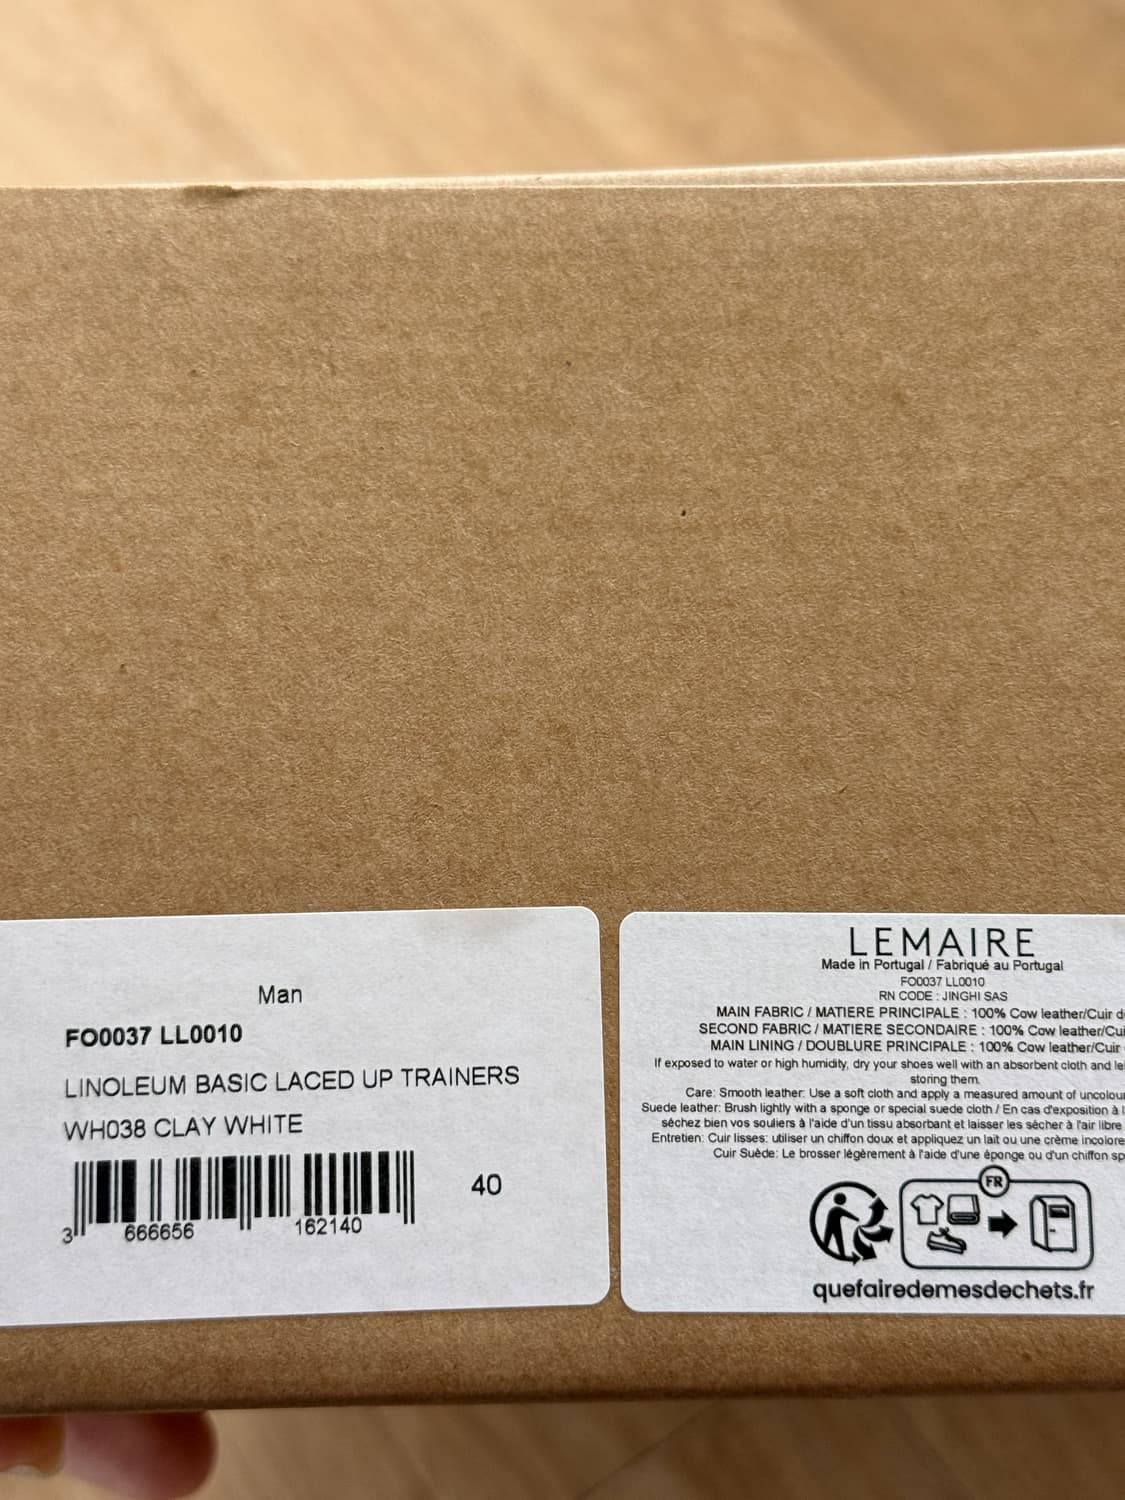 Man
FO0037 LL0010
LINOLEUM BASIC LACED UP TRAINERS
WH038 CLAY WHITE
3 666656 162140
40
LEMAIRE
Made in Portugal / Fabriqué au Portugal
FO0037 LL0010
RN CODE : JINGHI SAS
MAIN FABRIC / MATIERE PRINCIPALE : 100% Cow leather/Cuir
SECOND FABRIC / MATIERE SECONDAIRE : 100% Cow leather/
MAIN LINING / DOUBLURE PRINCIPALE : 100% Cow leather/Cuir
If exposed to water or high humidity, dry your shoes well with an absorbent cloth and
storing them.
Care: Smooth leather: Use a soft cloth and apply a measured amount of
Suede leather: Brush lightly with a sponge or special suede cloth / En cas d'exposition à
séchez bien vos souliers à l'aide d'un tissu absorbant et laisser les sécher à l'air libre
Entretien: Cuir lisses: utiliser un chiffon doux et appliquez un lait ou une crème incolore
Cuir Suède: Le brosser légèrement à l'aide d'une éponge ou d'un chiffon
FR
quefairedemesdechets.fr